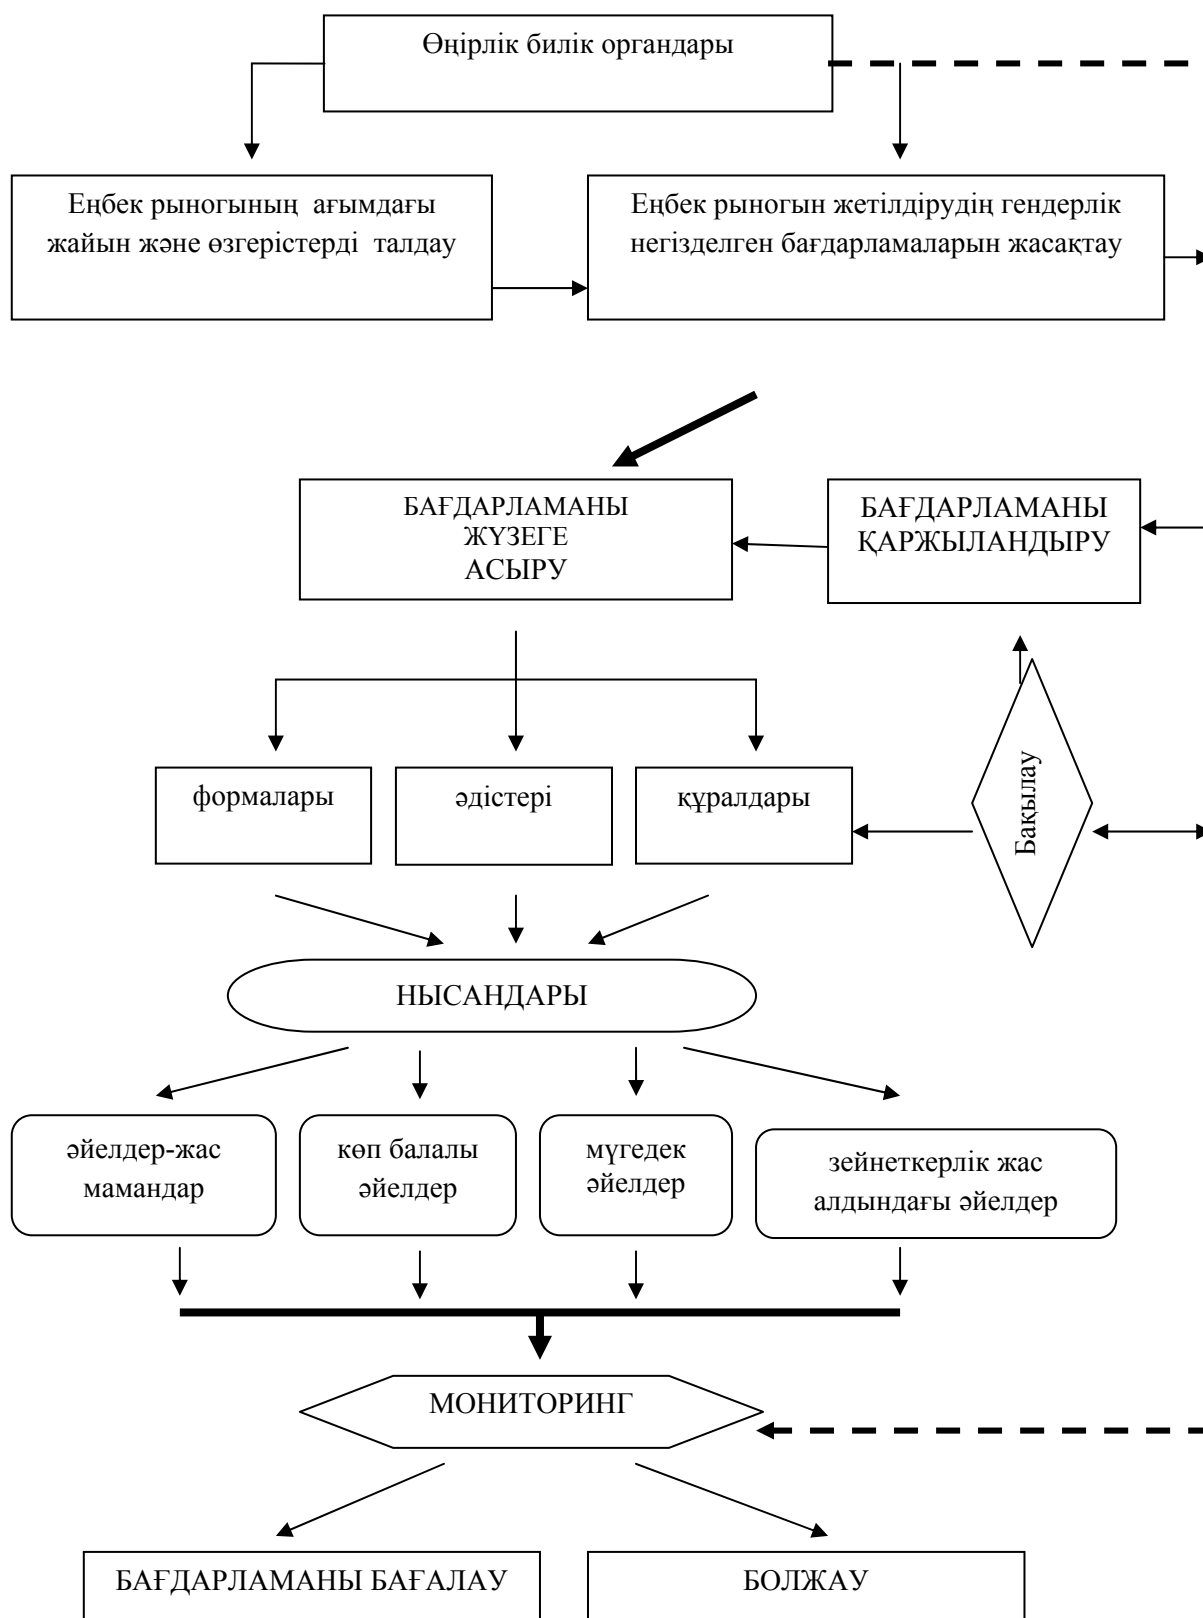 Өңірлік билік органдары
Еңбек рыногының ағымдағы
жайын және өзгерістерді талдау
Еңбек рыногын жетілдірудің гендерлік
негізделген бағдарламаларын жасақтау
БАҒДАРЛАМАНЫ
ЖҮЗЕГЕ
АСЫРУ
БАҒДАРЛАМАНЫ
ҚАРЖЫЛАНДЫРУ
формалары
әдістері
құралдары
Бақылау
НЫСАНДАРЫ
әйелдер-жас
мамандар
көп балалы
әйелдер
мүгедек
әйелдер
зейнеткерлік жас
алдындағы әйелдер
МОНИТОРИНГ
БАҒДАРЛАМАНЫ БАҒАЛАУ
БОЛЖАУ